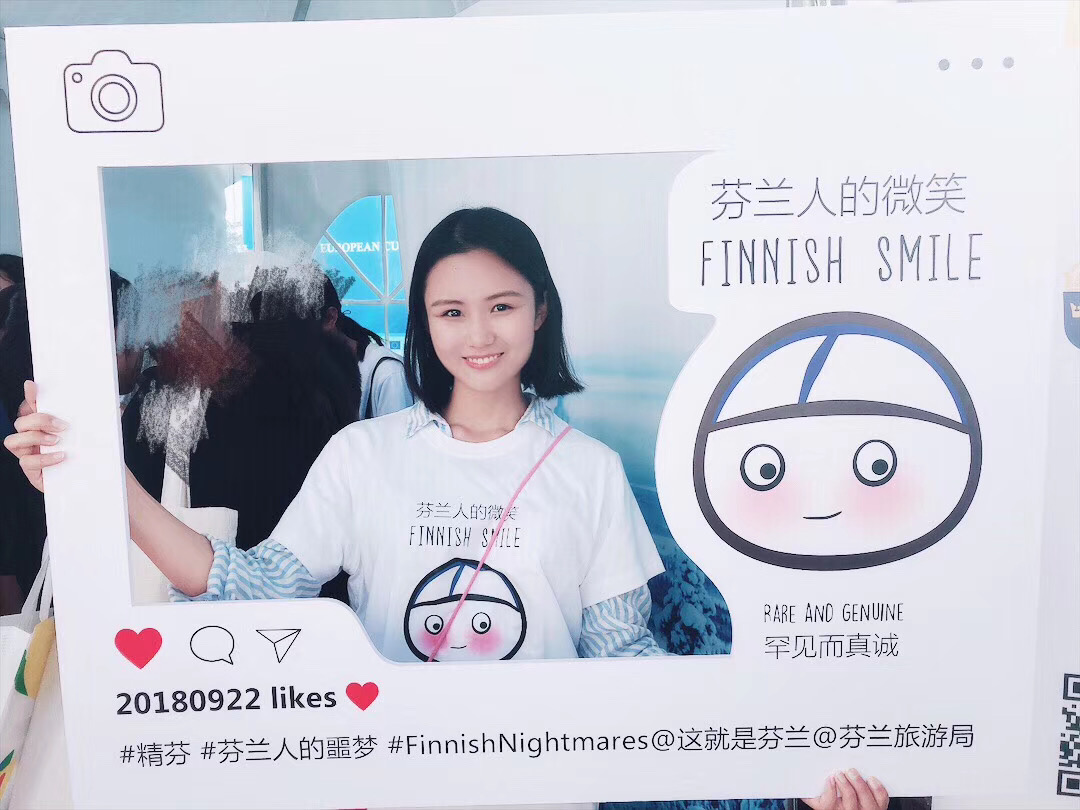 芬兰人的微笑
FINNISH SMILE
EUROPEAN CU
芬兰人的微笑
FINNISH SMILE
RARE AND GENUINE
罕见而真诚
20180922 likes
#精芬 #芬兰人的噩梦 #FinnishNightmares@这就是芬兰@芬兰旅游局